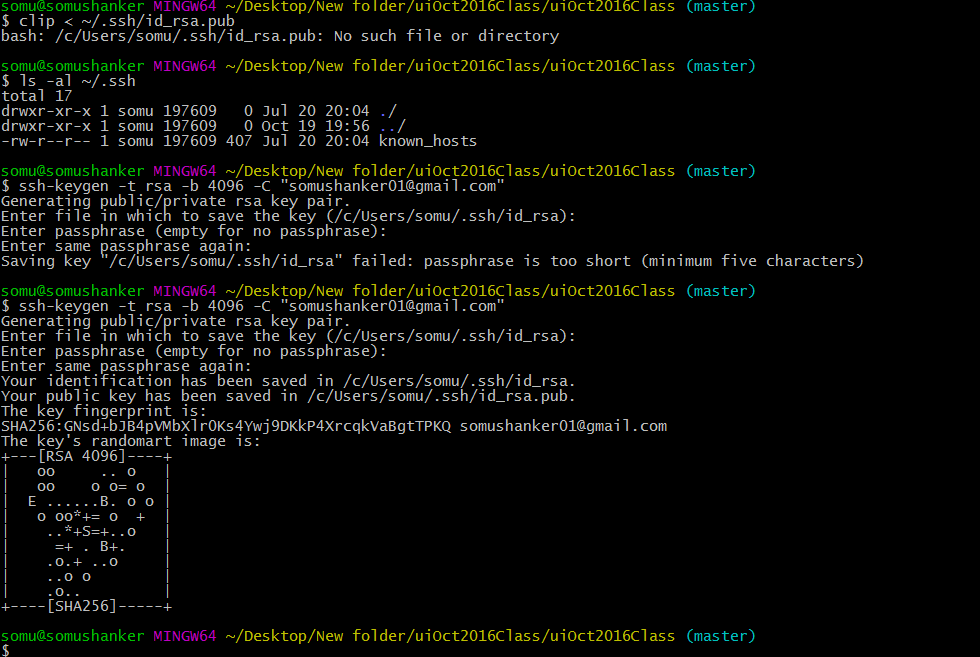 somu@somushanker MINGW64 ~/Desktop/New folder/uiOct2016Class/uiOct2016Class (master)
$ clip < ~/.ssh/id_rsa.pub
bash: /c/Users/somu/.ssh/id_rsa.pub: No such file or directory
somu@somushanker MINGW64 ~/Desktop/New folder/uiOct2016Class/uiOct2016Class (master)
$ ls -al ~/.ssh
total 17
drwxr-xr-x 1 somu 197609   0 Jul 20 20:04 ./
drwxr-xr-x 1 somu 197609   0 Oct 19 19:56 ../
-rw-r--r-- 1 somu 197609 407 Jul 20 20:04 known_hosts
somu@somushanker MINGW64 ~/Desktop/New folder/uiOct2016Class/uiOct2016Class (master)
$ ssh-keygen -t rsa -b 4096 -C "somushanker01@gmail.com"
Generating public/private rsa key pair.
Enter file in which to save the key (/c/Users/somu/.ssh/id_rsa):
Enter passphrase (empty for no passphrase):
Enter same passphrase again:
Saving key "/c/Users/somu/.ssh/id_rsa" failed: passphrase is too short (minimum five characters)
somu@somushanker MINGW64 ~/Desktop/New folder/uiOct2016Class/uiOct2016Class (master)
$ ssh-keygen -t rsa -b 4096 -C "somushanker01@gmail.com"
Generating public/private rsa key pair.
Enter file in which to save the key (/c/Users/somu/.ssh/id_rsa):
Enter passphrase (empty for no passphrase):
Enter same passphrase again:
Your identification has been saved in /c/Users/somu/.ssh/id_rsa.
Your public key has been saved in /c/Users/somu/.ssh/id_rsa.pub.
The key fingerprint is:
SHA256:GNsd+bJB4pVMbXlr0Ks4Ywj9DKkP4XrcqkVaBgtTPKQ somushanker01@gmail.com
The key's randomart image is:
+---[RSA 4096]----+
|   oo     .. o   |
|   oo    o o= o  |
|  E ......B. o o |
|   o oo*+= o  +  |
|    ..*+S=+..o   |
|     =+ . B+.    |
|    .o.+ ..o     |
|    ..o o        |
|    .o..         |
+----[SHA256]-----+
somu@somushanker MINGW64 ~/Desktop/New folder/uiOct2016Class/uiOct2016Class (master)
$